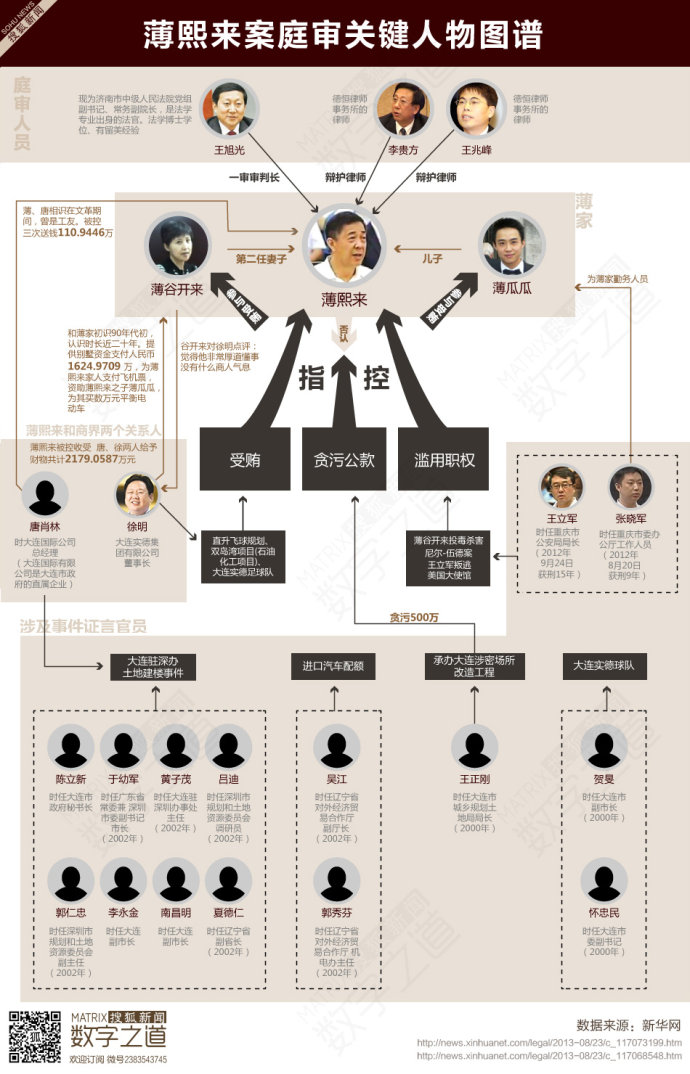 SOHU NEWS
搜狐新闻
薄熙来案庭审关键人物图谱
庭审人员
现为济南市中级人民法院党组
副书记、常务副院长，是法学
专业出身的法官。法学博士学
位、有留美经验
王旭光
德恒律师
事务所的
律师
李贵方
王兆峰
德恒律师
事务所的
律师
一审审判长
辩护律师
辩护律师
薄、唐相识在文革期
间，曾是工友。被控
三次送钱110.9446万
薄家
薄谷开来
第二任妻子
薄熙来
儿子
薄瓜瓜
为薄家勤务人员
参与受贿
参与受贿
否认
指控
和薄家初识90年代初，
认识时长近二十年。提
供别墅资金支付人民币
1624.9709 万，为薄
熙来家人支付飞机票，
资助薄熙来之子薄瓜瓜，
为其买数万元平衡电
动车
谷开来对徐明点评：
觉得他非常厚道懂事
没有什么商人气息
薄熙来和商界两个关系人
薄熙来被控收受 唐、徐两人给予
财物共计2179.0587万元
唐肖林
时大连国际公司
总经理
（大连国际有限
公司是大连市政
府的直属企业）
徐明
大连实德集
团有限公司
董事长
受贿
贪污公款
滥用职权
直升飞球规划、
双岛湾项目(石油
化工项目)、
大连实德足球队
薄谷开来投毒杀害
尼尔·伍德案
王立军叛逃
美国大使馆
王立军
时任重庆市
公安局局长
（2012年
9月24日
获刑15年）
张晓军
时任重庆市委办
公厅工作人员
（2012年
8月20日
获刑9年）
贪污500万
涉及事件证言官员
大连驻深办
土地建楼事件
进口汽车配额
承办大连涉密场所
改造工程
大连实德球队
陈立新
时任大连市
政府秘书长
于幼军
时任广东省
常委兼 深圳
市委副书记
市长
（2002年）
黄子茂
时任大连驻
深圳办事处
主任
（2002年）
吕迪
时任深圳市
规划和土地
资源委员会
调研员
（2002年）
吴江
时任辽宁省
对外经济贸
易合作厅
副厅长
（2002年）
王正刚
时任大连市
城乡规划土
地局局长
（2000年）
贺旻
时任大连市
副市长
（2000年）
郭仁忠
时任深圳市
规划和土地
资源委员会
副主任
（2002年）
李永金
时任大连
副市长
南昌明
时任大连
副市长
夏德仁
时任辽宁省
副省长
（2002年）
郭秀芬
时任辽宁省
对外经济贸
易合作厅 机
电办主任
（2002年）
怀忠民
时任大连市
委副书记
（2000年）
MATRIX 搜狐新闻
数字之道
欢迎订阅 微号2383543745
数据来源：新华网
http://news.xinhuanet.com/legal/2013-08/23/c_117073199.htm
http://news.xinhuanet.com/legal/2013-08/23/c_117068548.htm